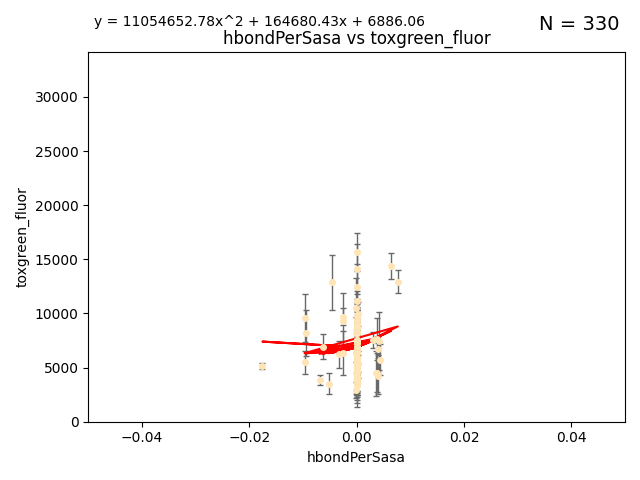 y = 11054652.78x^2 + 164680.43x + 6886.06
N = 330
hbondPerSasa vs toxgreen_fluor
30000
25000
20000
15000
10000
5000
0
toxgreen_fluor
−0.04
−0.02
0.00
0.02
0.04
hbondPerSasa